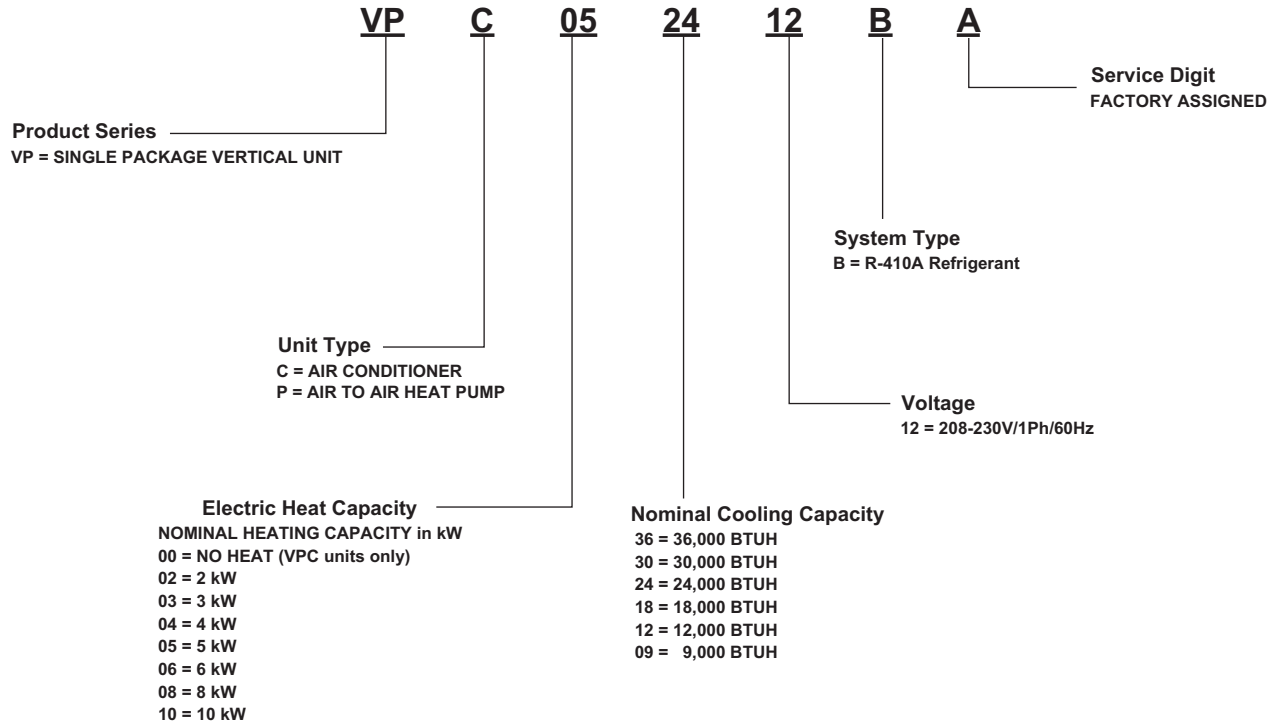 VP C 05 24 12 B A
Service Digit
FACTORY ASSIGNED
Product Series
VP = SINGLE PACKAGE VERTICAL UNIT
System Type
B = R-410A Refrigerant
Unit Type
C = AIR CONDITIONER
P = AIR TO AIR HEAT PUMP
Voltage
12 = 208-230V/1Ph/60Hz
Electric Heat Capacity
NOMINAL HEATING CAPACITY in kW
00 = NO HEAT (VPC units only)
02 = 2 kW
03 = 3 kW
04 = 4 kW
05 = 5 kW
06 = 6 kW
08 = 8 kW
10 = 10 kW
Nominal Cooling Capacity
36 = 36,000 BTUH
30 = 30,000 BTUH
24 = 24,000 BTUH
18 = 18,000 BTUH
12 = 12,000 BTUH
09 = 9,000 BTUH